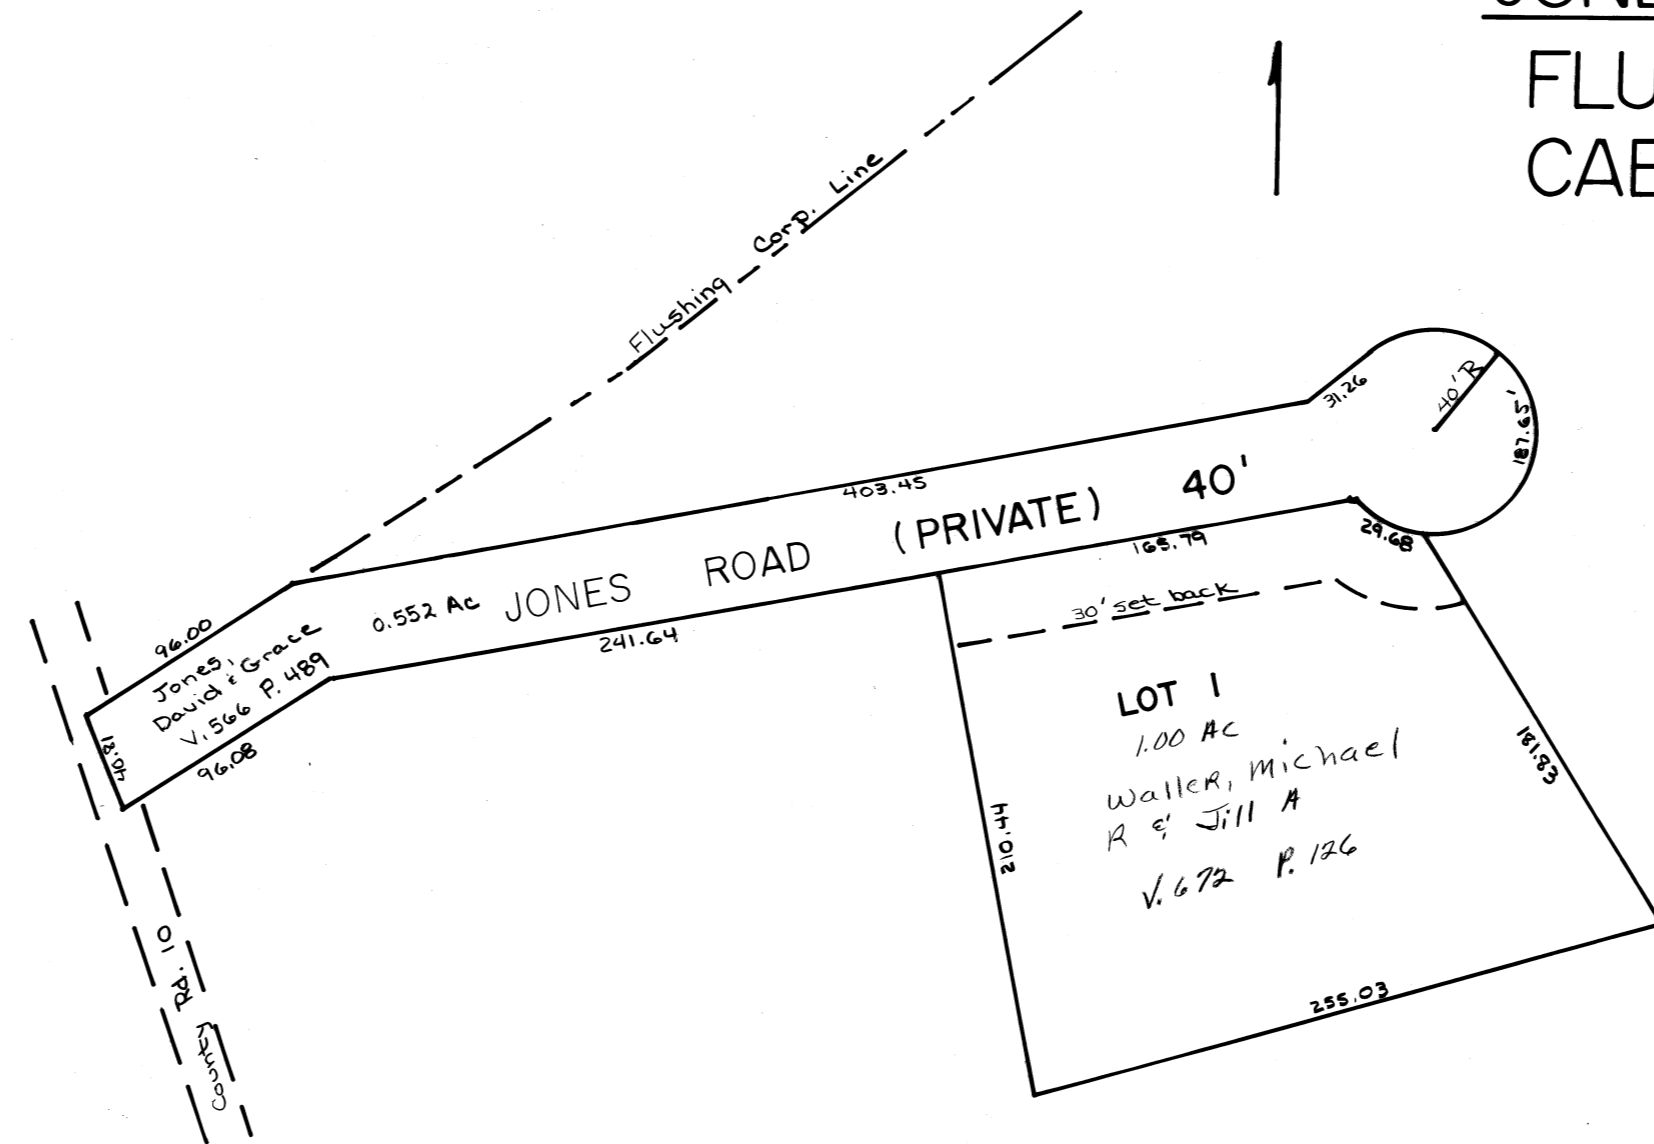 FLU
CAB
Flushing Corp. Line
31.26
40' R
187.65'
403.45
JONES ROAD (PRIVATE) 40'
0.552 Ac
165.79
29.68
96.00
Jones,
David & Grace
V. 566 P. 489
241.64
96.08
40.81
30' set back
LOT 1
1.00 Ac
Waller, Michael
R & Jill A
V. 672 P. 126
210.44
181.83
255.03
County Rd. 10